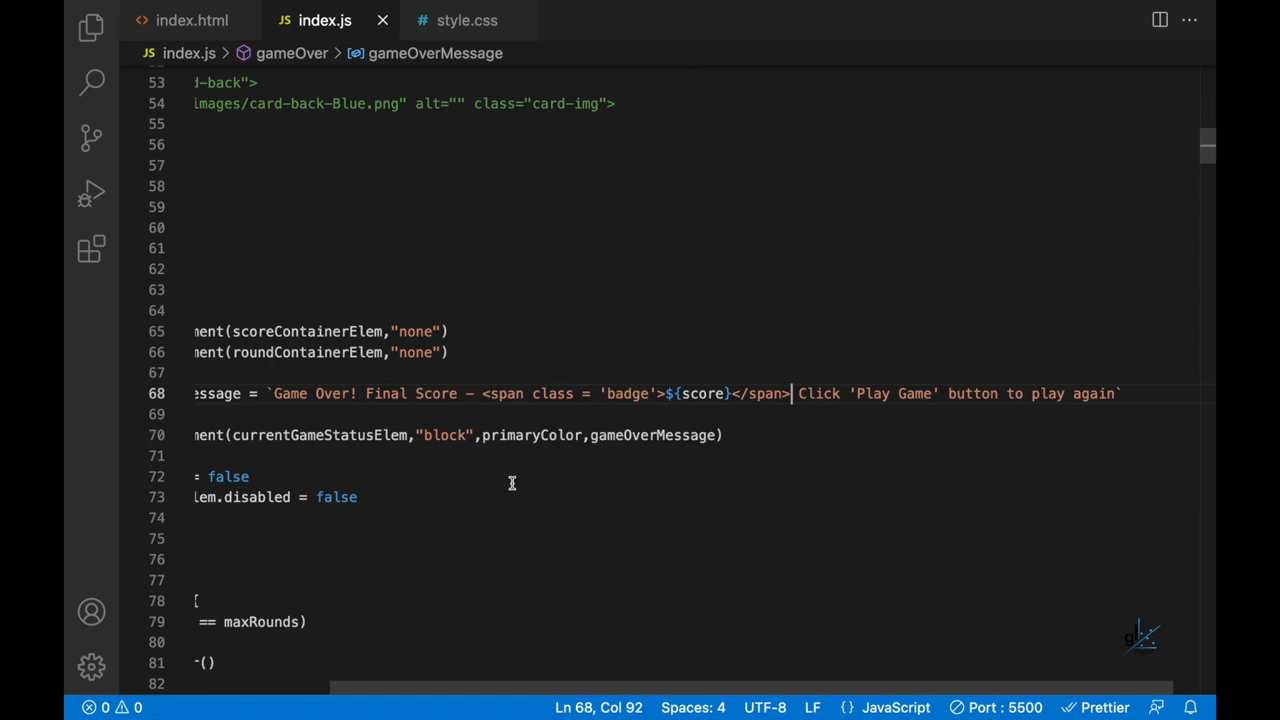 index.html
JS index.js
# style.css
JS index.js > gameOver > gameOverMessage
53 d-back">
54 images/card-back-Blue.png" alt="" class="card-img">
55
56
57
58
59
60
61
62
63
64
65 ment(scoreContainerElem,"none")
66 ment(roundContainerElem,"none")
67
68 essage = `Game Over! Final Score - <span class = 'badge'>${score}</span> Click 'Play Game' button to play again`
69
70 ment(currentGameStatusElem,"block",primaryColor,gameOverMessage)
71
72 = false
73 lem.disabled = false
74
75
76
77
78 {
79 == maxRounds)
80
81 r()
82
0 0 Ln 68, Col 92 Spaces: 4 UTF-8 LF {} JavaScript Port : 5500 Prettier